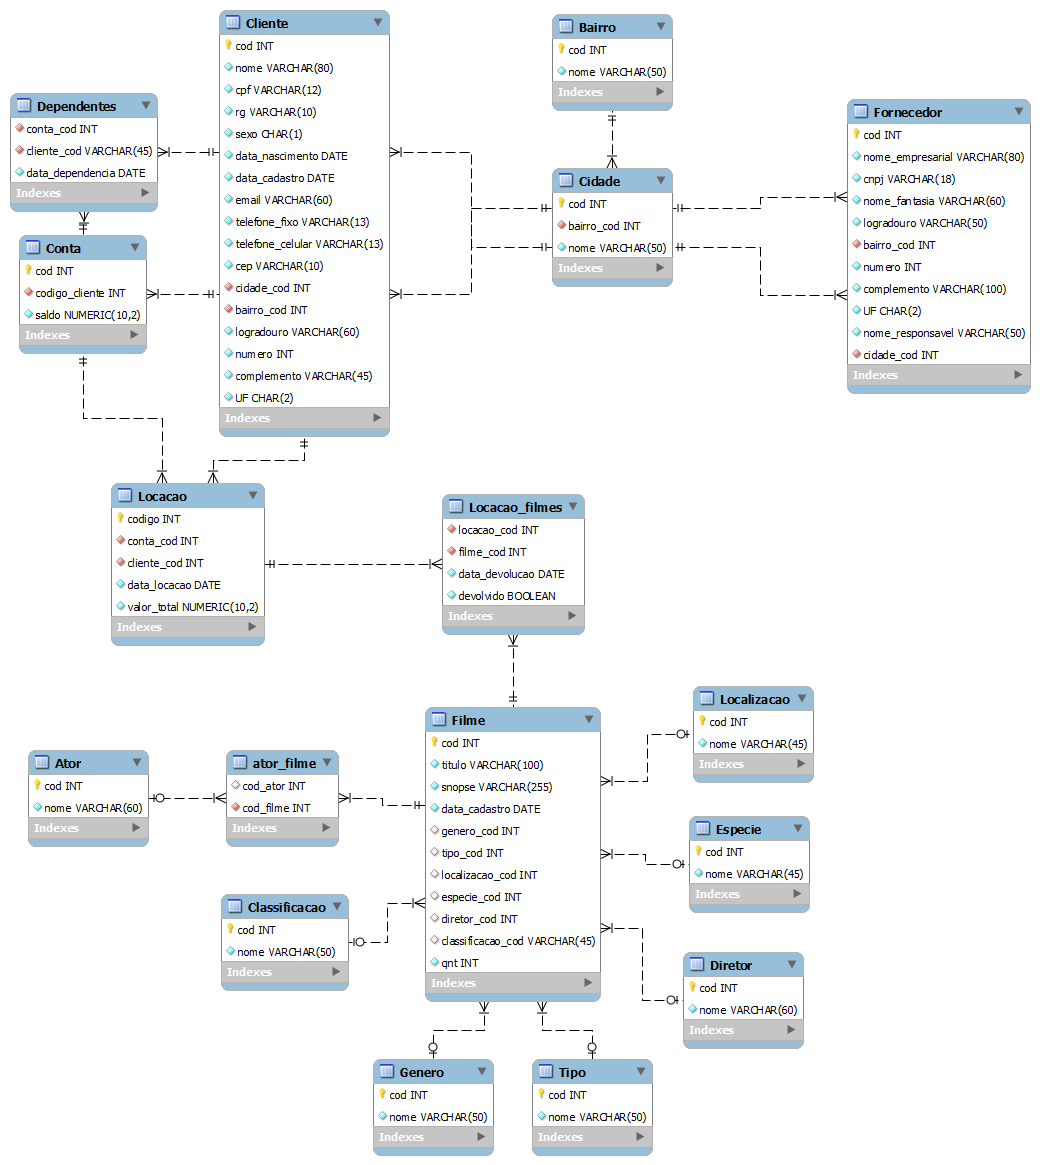 Cliente
cod INT
nome VARCHAR(80)
cpf VARCHAR(12)
rg VARCHAR(10)
sexo CHAR(1)
data_nascimento DATE
data_cadastro DATE
email VARCHAR(60)
telefone_fixo VARCHAR(13)
telefone_celular VARCHAR(13)
cep VARCHAR(10)
cidade_cod INT
bairro_cod INT
logradouro VARCHAR(60)
numero INT
complemento VARCHAR(45)
UF CHAR(2)
Indexes
Bairro
cod INT
nome VARCHAR(50)
Indexes
Dependentes
conta_cod INT
cliente_cod VARCHAR(45)
data_dependencia DATE
Indexes
Fornecedor
cod INT
nome_empresarial VARCHAR(80)
cnpj VARCHAR(18)
nome_fantasia VARCHAR(60)
logradouro VARCHAR(50)
bairro_cod INT
numero INT
complemento VARCHAR(100)
UF CHAR(2)
nome_responsavel VARCHAR(50)
cidade_cod INT
Indexes
Cidade
cod INT
bairro_cod INT
nome VARCHAR(50)
Indexes
Conta
cod INT
codigo_cliente INT
saldo NUMERIC(10,2)
Indexes
Locacao
codigo INT
conta_cod INT
cliente_cod INT
data_locacao DATE
valor_total NUMERIC(10,2)
Indexes
Locacao_filmes
locacao_cod INT
filme_cod INT
data_devolucao DATE
devolvido BOOLEAN
Indexes
Filme
cod INT
titulo VARCHAR(100)
snopse VARCHAR(255)
data_cadastro DATE
genero_cod INT
tipo_cod INT
localizacao_cod INT
especie_cod INT
diretor_cod INT
classificacao_cod VARCHAR(45)
qnt INT
Indexes
Localizacao
cod INT
nome VARCHAR(45)
Indexes
Ator
cod INT
nome VARCHAR(60)
Indexes
ator_filme
cod_ator INT
cod_filme INT
Indexes
Especie
cod INT
nome VARCHAR(45)
Indexes
Classificacao
cod INT
nome VARCHAR(50)
Indexes
Diretor
cod INT
nome VARCHAR(60)
Indexes
Genero
cod INT
nome VARCHAR(50)
Indexes
Tipo
cod INT
nome VARCHAR(50)
Indexes